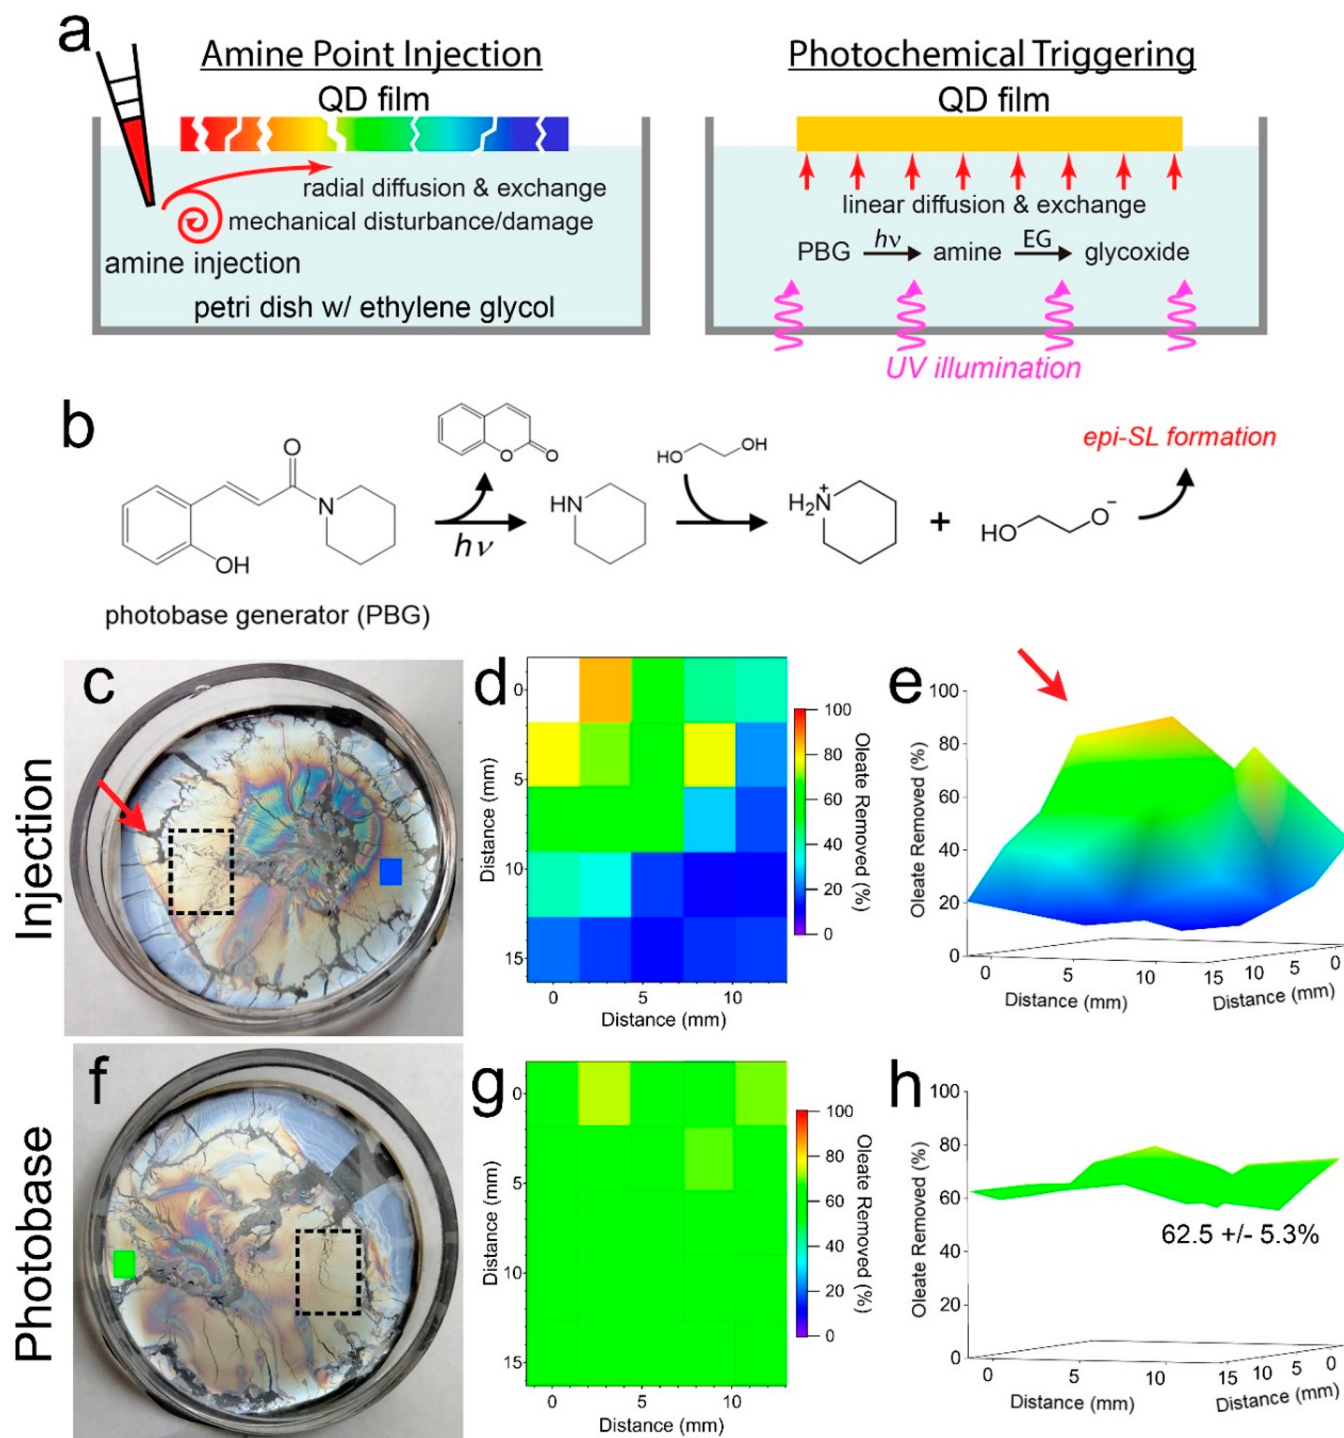 a
Amine Point Injection
QD film
radial diffusion & exchange
mechanical disturbance/damage
amine injection
petri dish w/ ethylene glycol
Photochemical Triggering
QD film
linear diffusion & exchange
PBG hν amine EG glycoxide
UV illumination
b
O
N
OH
photobase generator (PBG)
O O
hν
HN
HO OH
H₂N⁺
+
HO O⁻
epi-SL formation
Injection
c
d
0
5
10
15
Distance (mm)
0 5 10
Distance (mm)
100
80
60
40
20
0
Oleate Removed (%)
e
100
80
60
40
20
0
Oleate Removed (%)
0 5 10 15
Distance (mm)
10 5 0
Distance (mm)
Photobase
f
g
0
5
10
15
Distance (mm)
0 5 10
Distance (mm)
100
80
60
40
20
0
Oleate Removed (%)
h
100
80
60
40
20
0
Oleate Removed (%)
62.5 +/- 5.3%
0 5 10 15
Distance (mm)
10 5 0
Distance (mm)